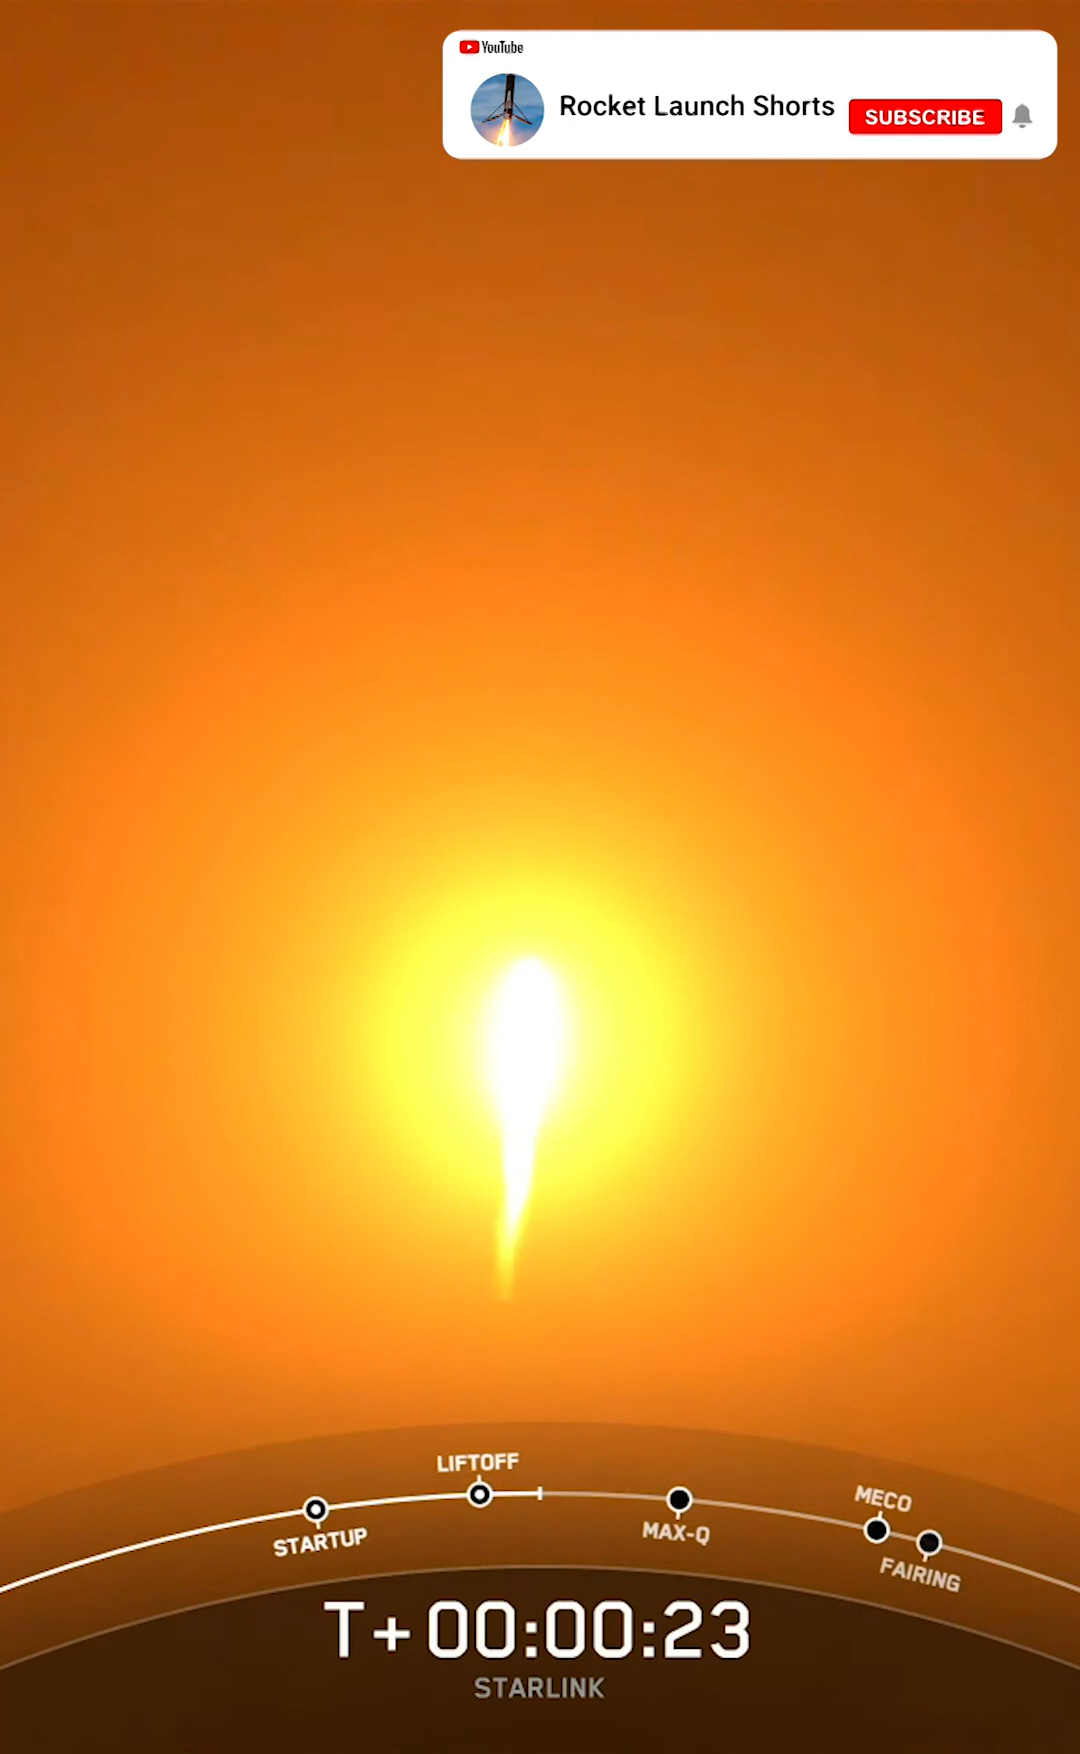 YouTube
Rocket Launch Shorts
SUBSCRIBE
LIFTOFF
MECO
STARTUP
MAX-Q
FAIRING
T+00:00:23
STARLINK